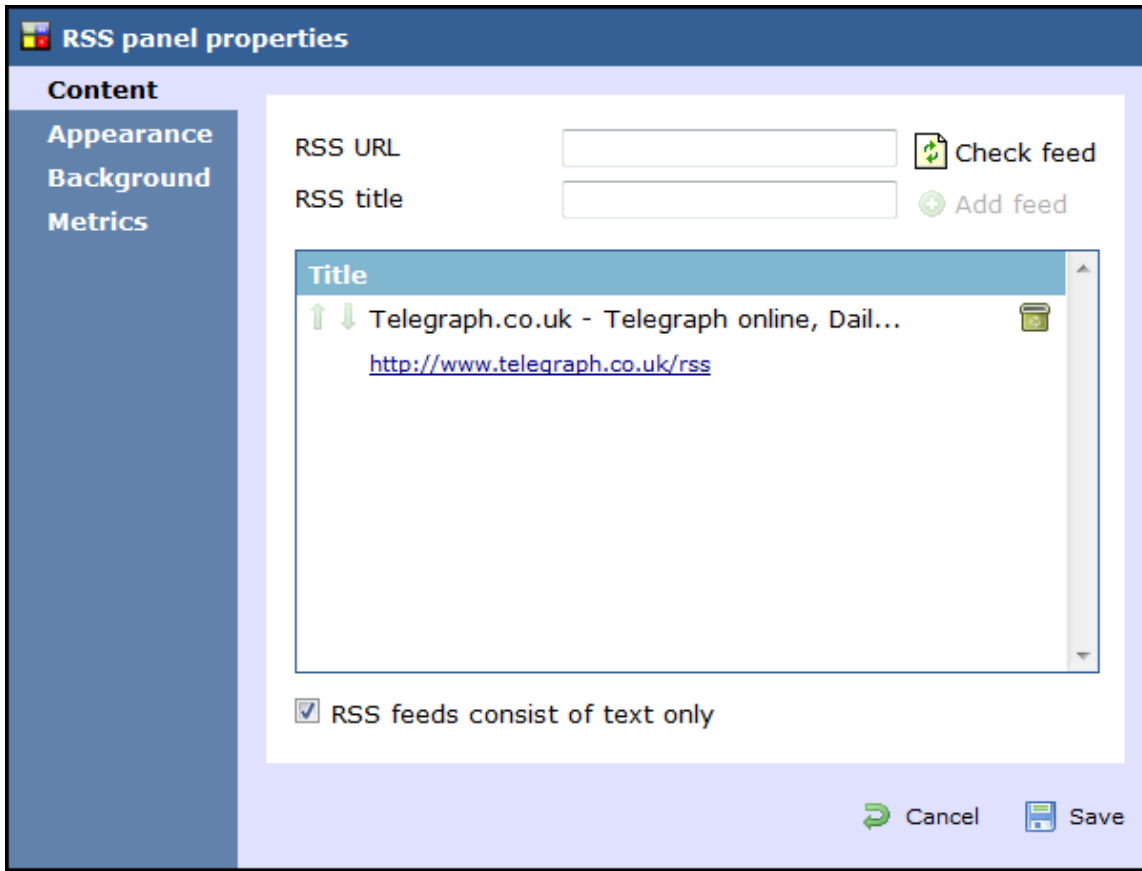 RSS panel properties
Content
Appearance
Background
Metrics
RSS URL
Check feed
RSS title
Add feed
Title
Telegraph.co.uk - Telegraph online, Dail...
http://www.telegraph.co.uk/rss
RSS feeds consist of text only
Cancel
Save